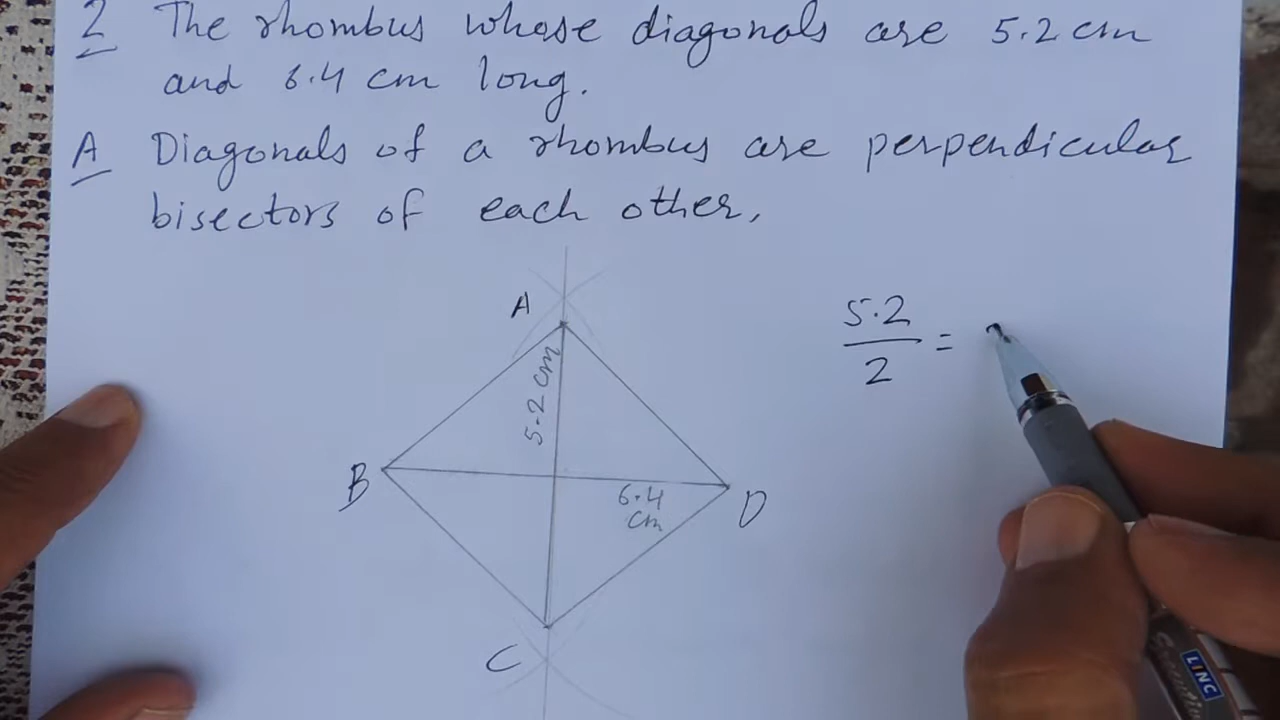 2 The rhombus whose diagonals are 5.2 cm
and 6.4 cm long.
A Diagonals of a rhombus are perpendicular
bisectors of each other,
A
5.2 cm
5.2
2
=
B
6.4
cm
D
C
LINC